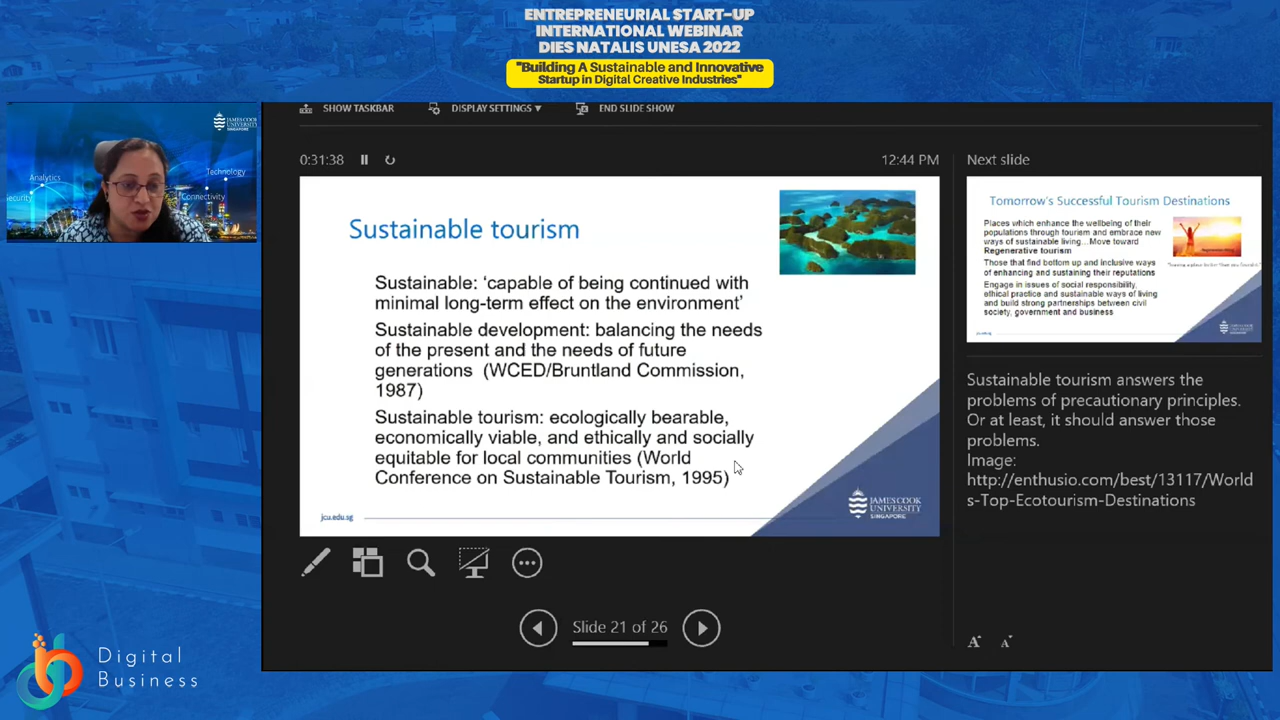 ENTREPRENEURIAL START-UP
INTERNATIONAL WEBINAR
DIES NATALIS UNESA 2022
"Building A Sustainable and Innovative
Startup in Digital Creative Industries"
JAMES COOK
UNIVERSITY
SINGAPORE
Analytics
Technology
Security
Connectivity
SHOW TASKBAR
DISPLAY SETTINGS
END SLIDE SHOW
0:31:38
12:44 PM
Sustainable tourism
Sustainable: ‘capable of being continued with
minimal long-term effect on the environment’
Sustainable development: balancing the needs
of the present and the needs of future
generations (WCED/Bruntland Commission,
1987)
Sustainable tourism: ecologically bearable,
economically viable, and ethically and socially
equitable for local communities (World
Conference on Sustainable Tourism, 1995)
jcu.edu.sg
JAMES COOK
UNIVERSITY
SINGAPORE
Slide 21 of 26
Next slide
Tomorrow's Successful Tourism Destinations
Places which enhance the wellbeing of their
populations through tourism and embrace new
ways of sustainable living…Move toward
Regenerative tourism
Those that find bottom up and inclusive ways
of enhancing and sustaining their reputations
Engage in issues of social responsibility,
ethical practice and sustainable ways of living
and build strong partnerships between civil
society, government and business
Sustainable tourism answers the
problems of precautionary principles.
Or at least, it should answer those
problems.
Image:
http://enthusio.com/best/13117/World
s-Top-Ecotourism-Destinations
A
A
Digital
Business